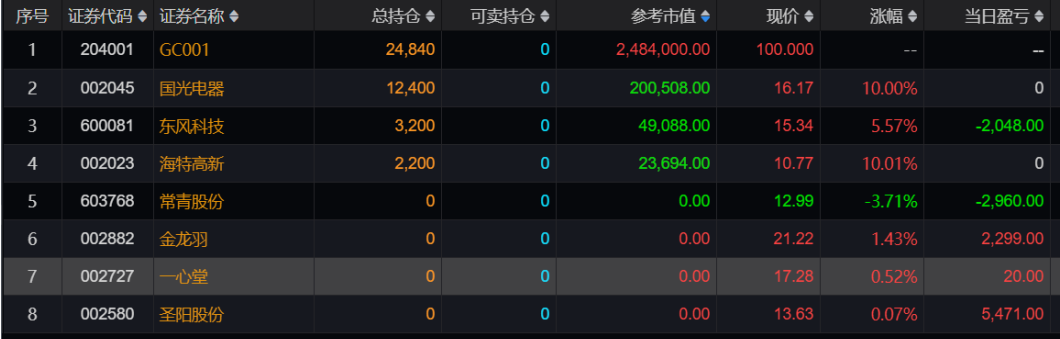 序号 证券代码 证券名称 总持仓 可卖持仓 参考市值 现价 涨幅 当日盈亏
1 204001 GC001 24,840 0 2,484,000.00 100.000 -- --
2 002045 国光电器 12,400 0 200,508.00 16.17 10.00% 0
3 600081 东风科技 3,200 0 49,088.00 15.34 5.57% -2,048.00
4 002023 海特高新 2,200 0 23,694.00 10.77 10.01% 0
5 603768 常青股份 0 0 0.00 12.99 -3.71% -2,960.00
6 002882 金龙羽 0 0 0.00 21.22 1.43% 2,299.00
7 002727 一心堂 0 0 0.00 17.28 0.52% 20.00
8 002580 圣阳股份 0 0 0.00 13.63 0.07% 5,471.00